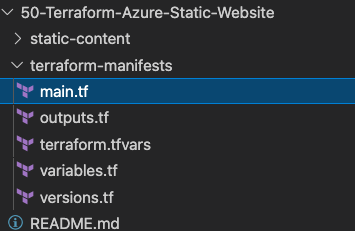 50-Terraform-Azure-Static-Website
static-content
terraform-manifests
main.tf
outputs.tf
terraform.tfvars
variables.tf
versions.tf
README.md